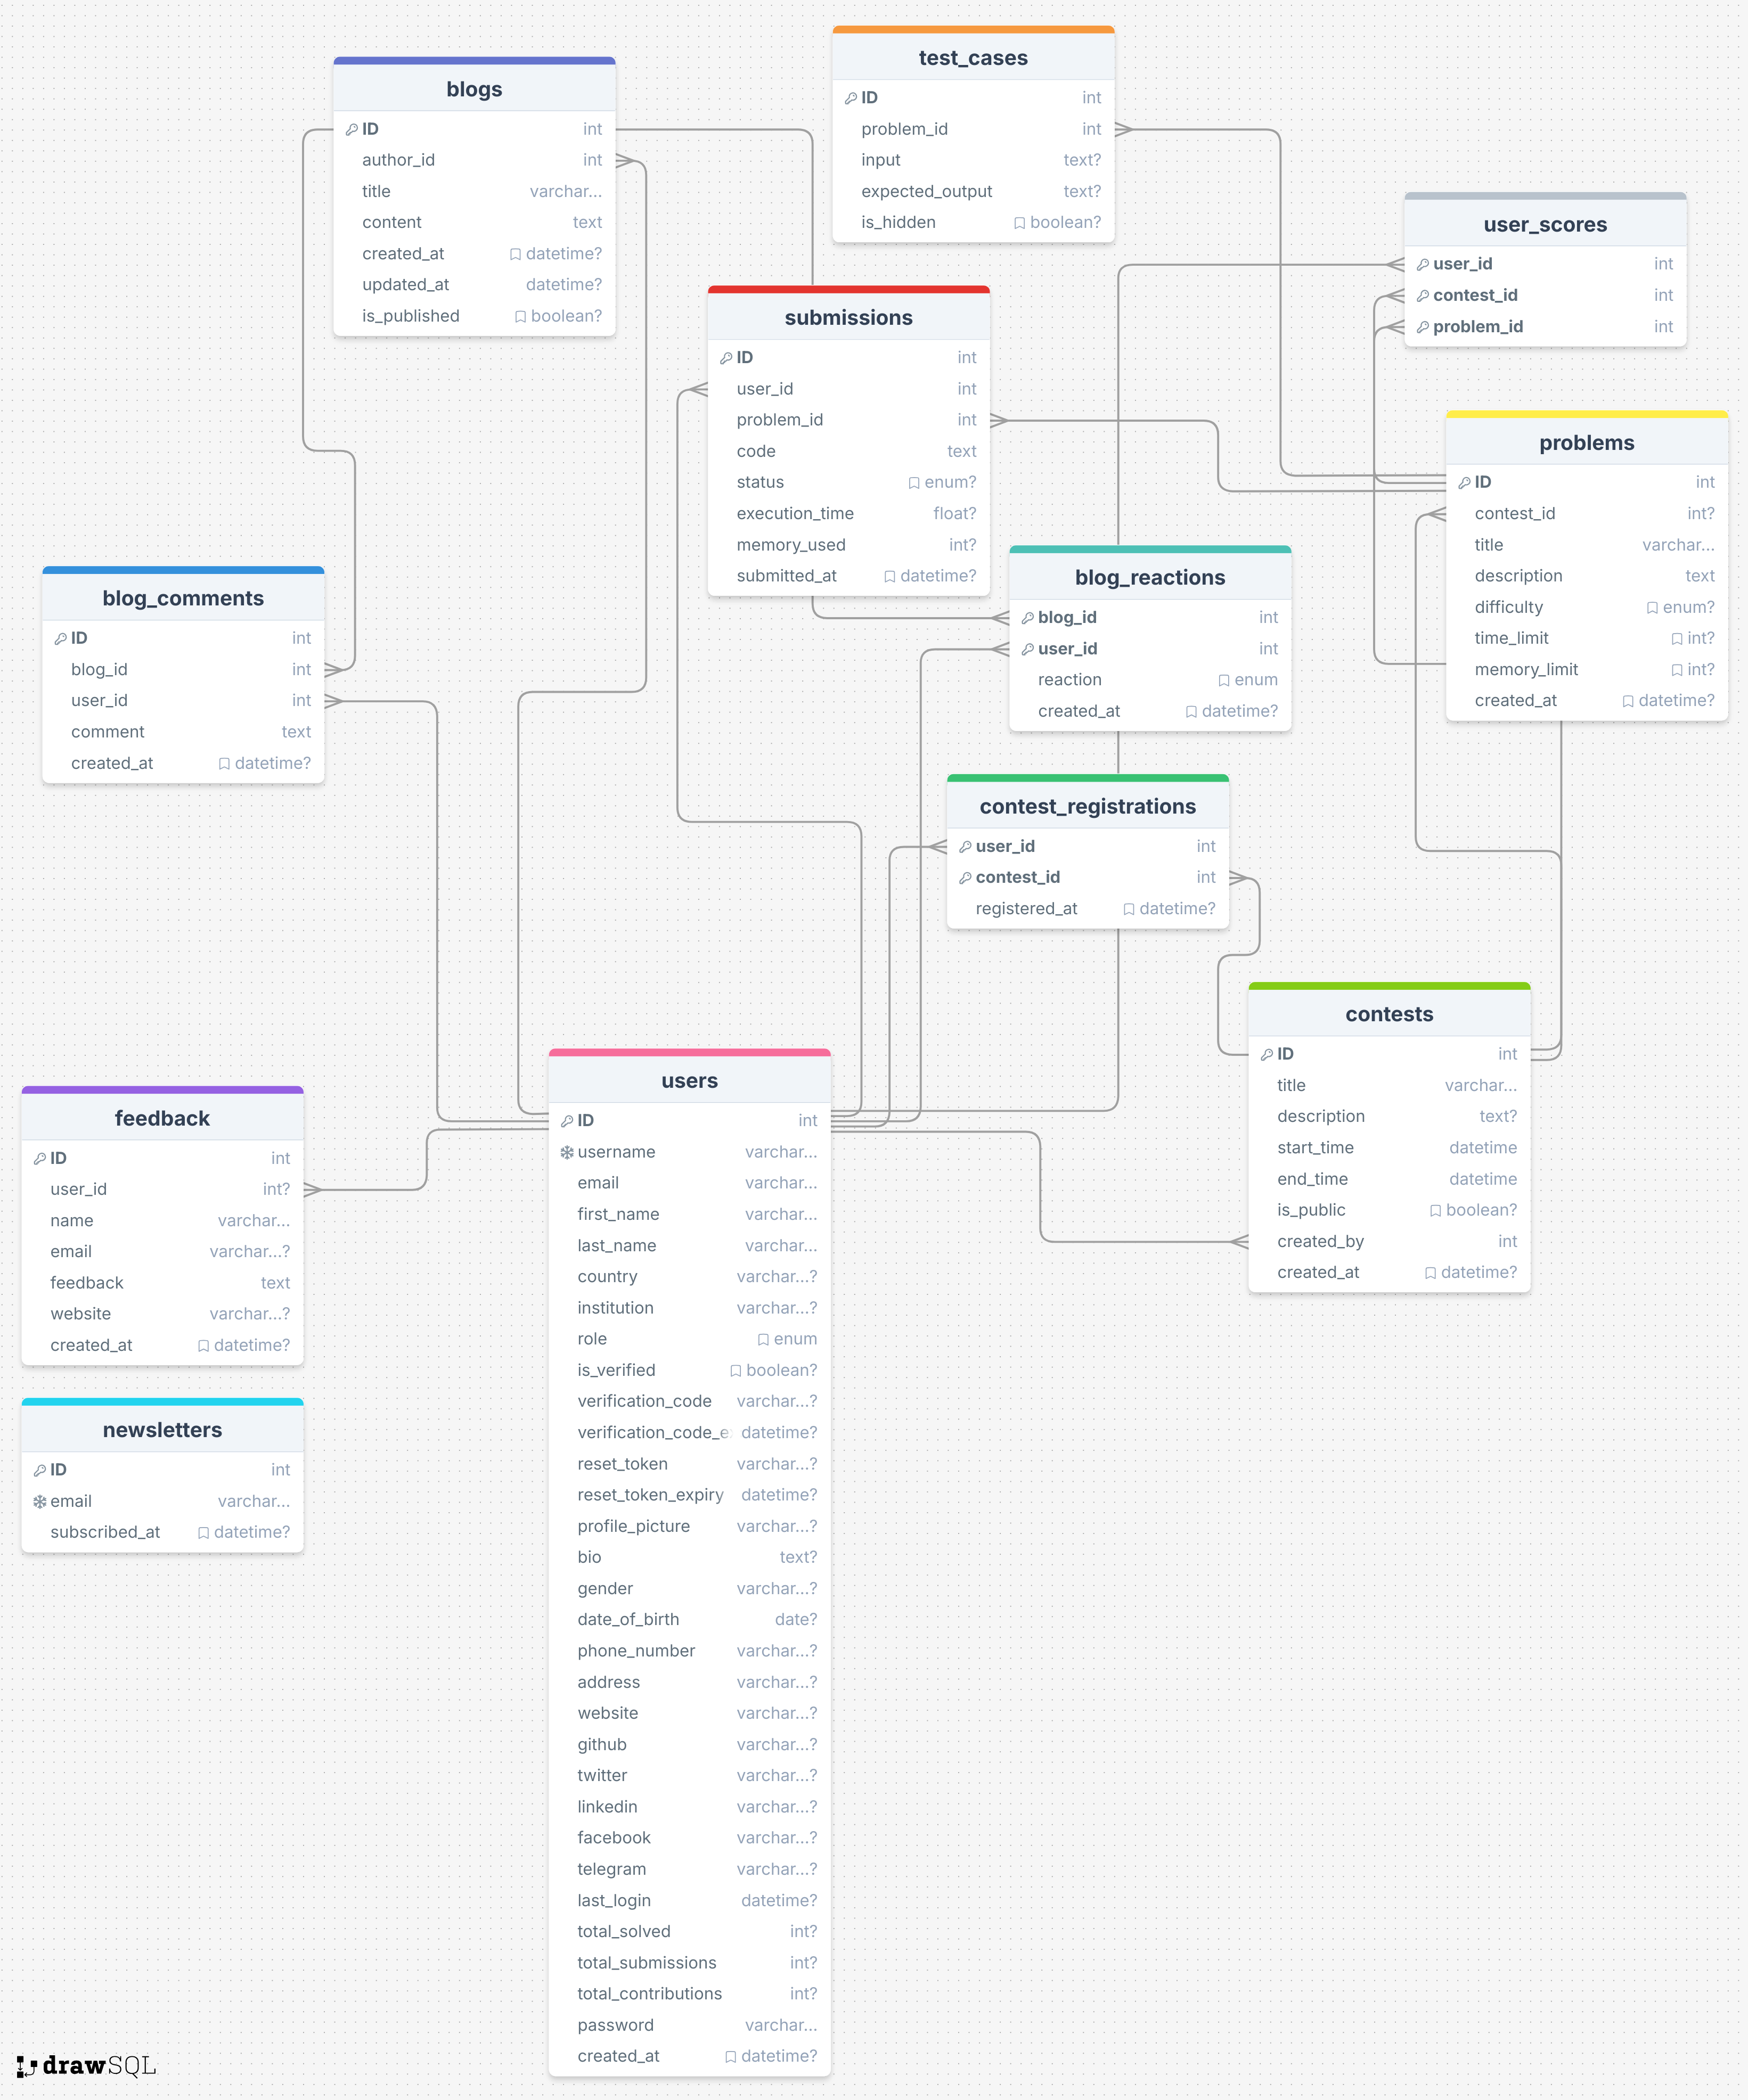 test_cases
ID int
problem_id int
input text?
expected_output text?
is_hidden boolean?
blogs
ID int
author_id int
title varchar...
content text
created_at datetime?
updated_at datetime?
is_published boolean?
user_scores
user_id int
contest_id int
problem_id int
submissions
ID int
user_id int
problem_id int
code text
status enum?
execution_time float?
memory_used int?
submitted_at datetime?
problems
ID int
contest_id int?
title varchar...
description text
difficulty enum?
time_limit int?
memory_limit int?
created_at datetime?
blog_reactions
blog_id int
user_id int
reaction enum
created_at datetime?
blog_comments
ID int
blog_id int
user_id int
comment text
created_at datetime?
contest_registrations
user_id int
contest_id int
registered_at datetime?
contests
ID int
title varchar...
description text?
start_time datetime
end_time datetime
is_public boolean?
created_by int
created_at datetime?
users
ID int
username varchar...
email varchar...
first_name varchar...
last_name varchar...
country varchar...?
institution varchar...?
role enum
is_verified boolean?
verification_code varchar...?
verification_code_e datetime?
reset_token varchar...?
reset_token_expiry datetime?
profile_picture varchar...?
bio text?
gender varchar...?
date_of_birth date?
phone_number varchar...?
address varchar...?
website varchar...?
github varchar...?
twitter varchar...?
linkedin varchar...?
facebook varchar...?
telegram varchar...?
last_login datetime?
total_solved int?
total_submissions int?
total_contributions int?
password varchar...
created_at datetime?
feedback
ID int
user_id int?
name varchar...
email varchar...?
feedback text
website varchar...?
created_at datetime?
newsletters
ID int
email varchar...
subscribed_at datetime?
drawSQL